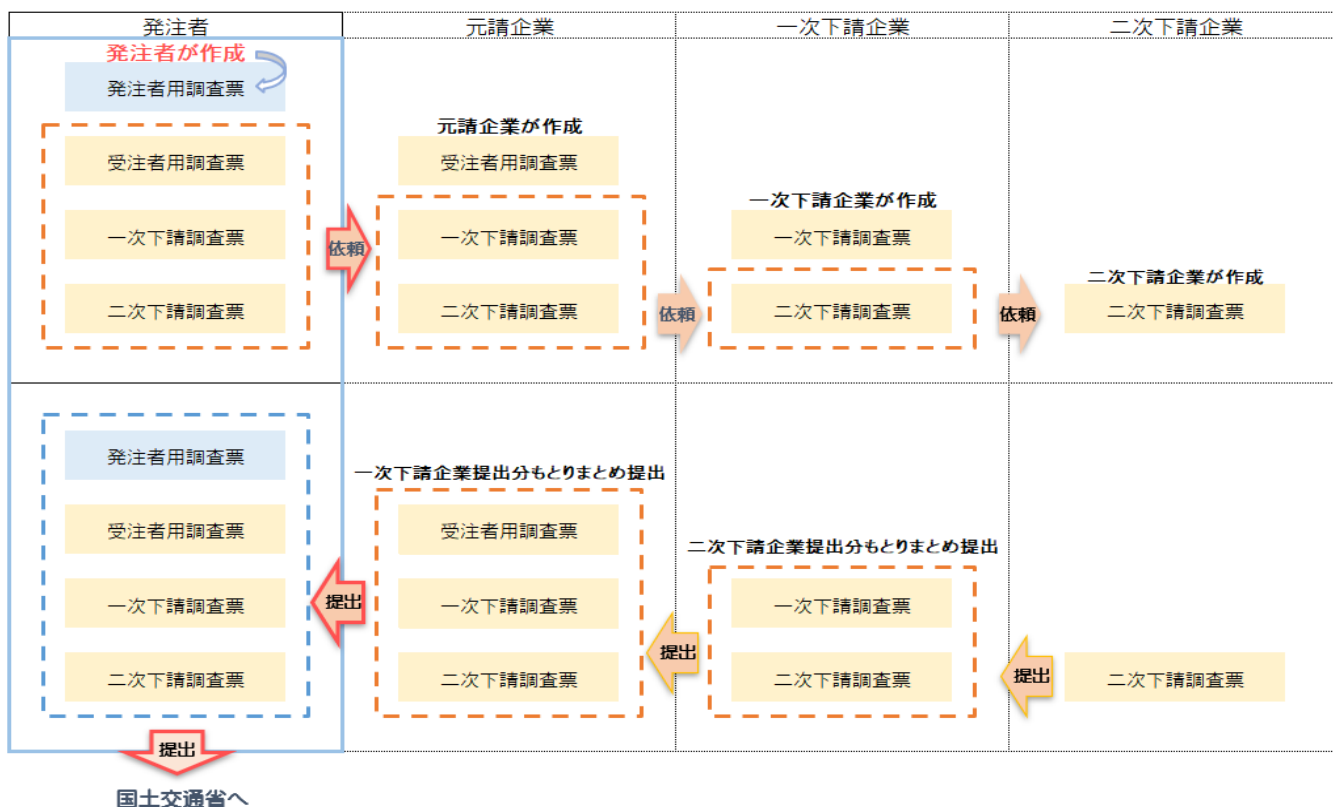 発注者
元請企業
一次下請企業
二次下請企業
発注者が作成
発注者用調査票
受注者用調査票
一次下請調査票
二次下請調査票
依頼
元請企業が作成
受注者用調査票
一次下請調査票
二次下請調査票
依頼
一次下請企業が作成
一次下請調査票
二次下請調査票
依頼
二次下請企業が作成
二次下請調査票
発注者用調査票
受注者用調査票
一次下請調査票
二次下請調査票
提出
一次下請企業提出分もとりまとめ提出
受注者用調査票
一次下請調査票
二次下請調査票
提出
二次下請企業提出分もとりまとめ提出
一次下請調査票
二次下請調査票
提出
二次下請調査票
提出
国土交通省へ